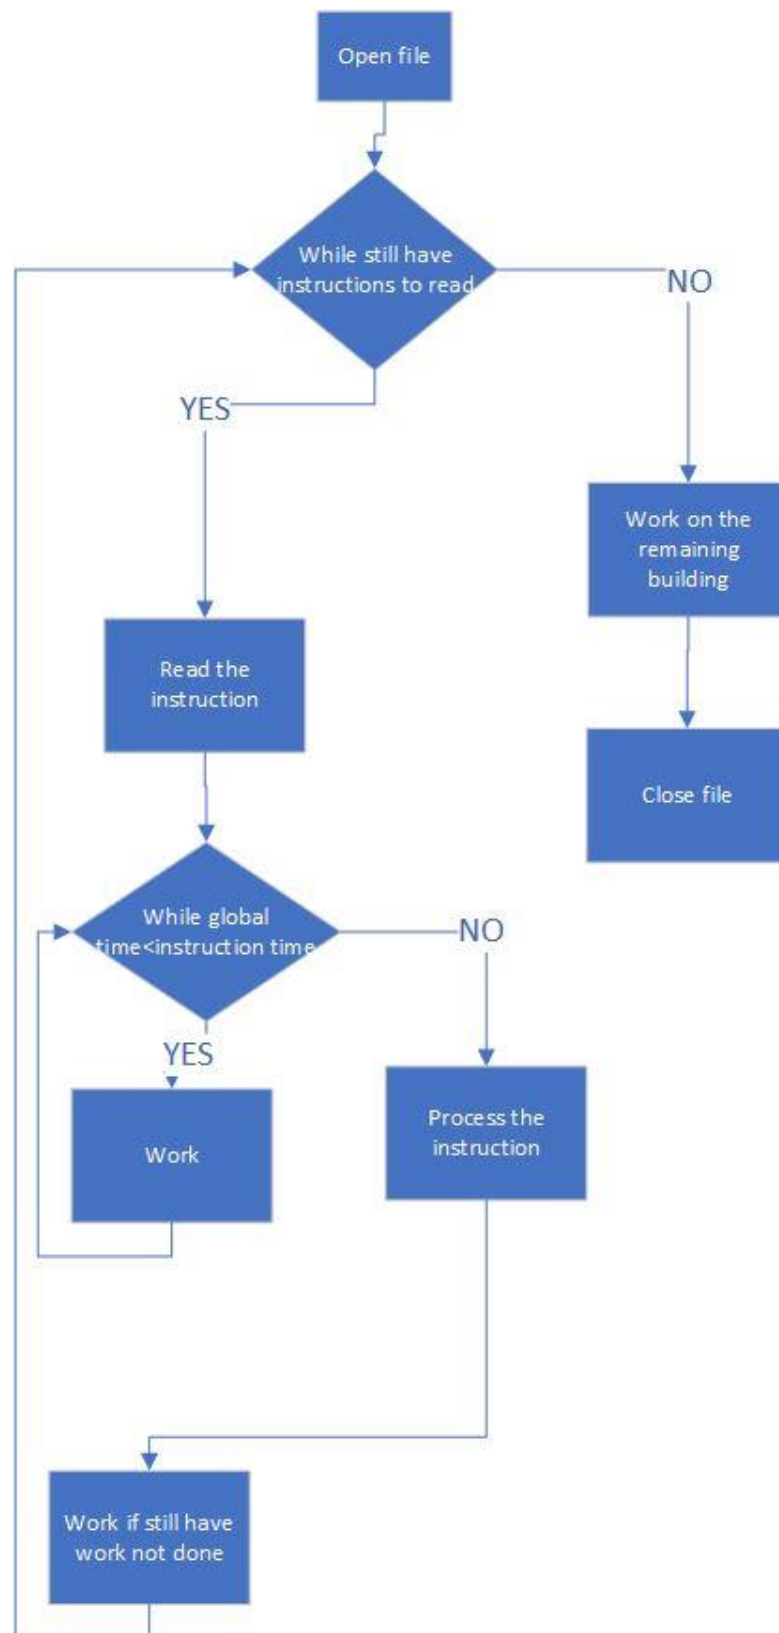 Open file
While still have
instructions to read
NO
YES
Work on the
remaining
building
Read the
instruction
Close file
While global
time<instruction time
NO
YES
Process the
instruction
Work
Work if still have
work not done